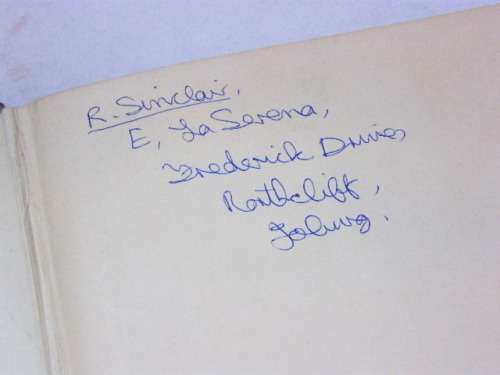 R. Sinclair,
E, La Serena,
Frederick Drive,
Northcliff,
Joburg.